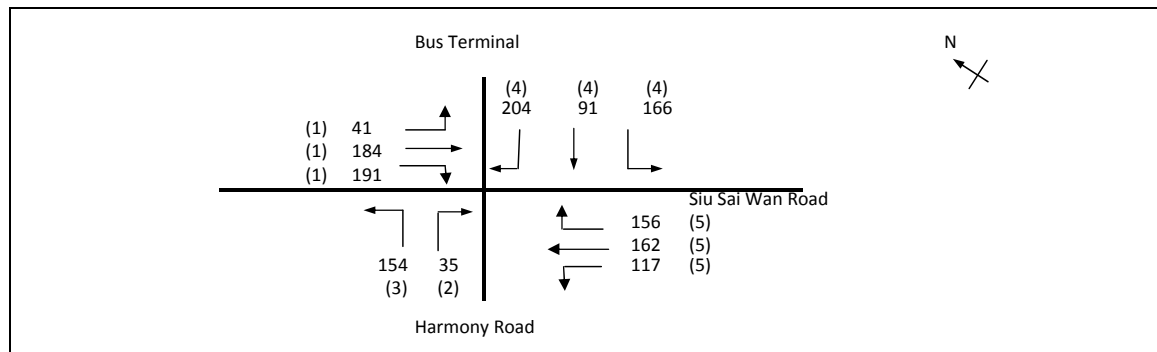 Bus Terminal
N
(4) (4) (4)
204 91 166
(1) 41
(1) 184
(1) 191
Siu Sai Wan Road
156 (5)
162 (5)
117 (5)
154 35
(3) (2)
Harmony Road